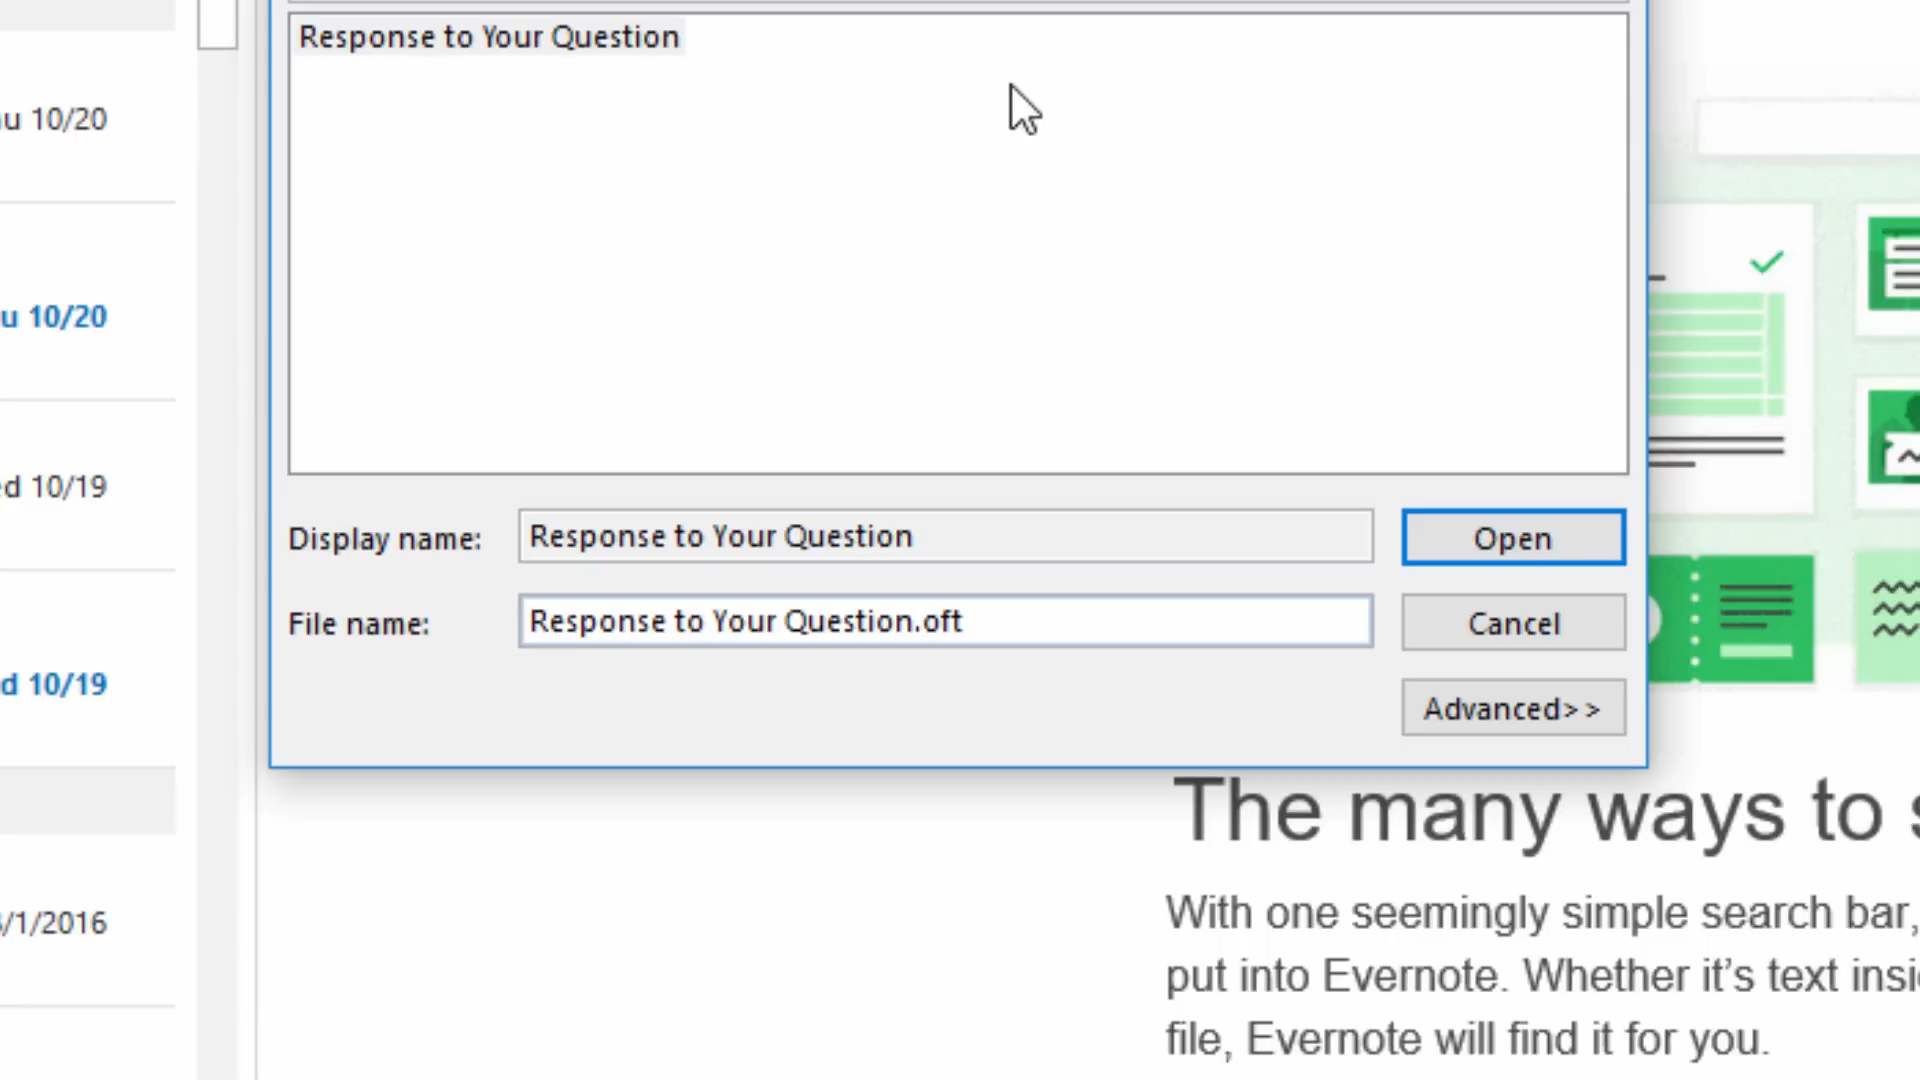 Response to Your Question
10/20
10/20
10/19
10/19
/1/2016
Display name:
Response to Your Question
Open
File name:
Response to Your Question.oft
Cancel
Advanced>>
The many ways to
With one seemingly simple search bar,
put into Evernote. Whether it's text
file, Evernote will find it for you.